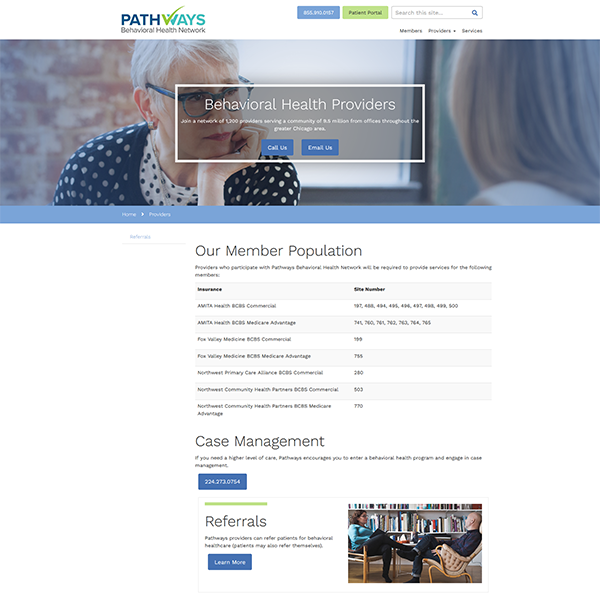 PATHWAYS
Behavioral Health Network
855.910.0157
Patient Portal
Search this site...
Members
Providers
Services
Behavioral Health Providers
Join a network of 1,200 providers serving a community of 8.6 million from offices throughout the
greater Chicago area.
Call Us
Email Us
Home
Providers
Referrals
Our Member Population
Providers who participate with Pathways Behavioral Health Network will be required to provide services for the following
members:
Insurance Site Number
AMITA Health BCBS Commercial 197, 488, 494, 495, 496, 497, 498, 499, 500
AMITA Health BCBS Medicare Advantage 741, 760, 761, 762, 763, 764, 765
Fox Valley Medicine BCBS Commercial 199
Fox Valley Medicine BCBS Medicare Advantage 755
Northwest Primary Care Alliance BCBS Commercial 280
Northwest Community Health Partners BCBS Commercial 503
Northwest Community Health Partners BCBS Medicare 770
Advantage
Case Management
If you need a higher level of care, Pathways encourages you to enter a behavioral health program and engage in case
management.
224.273.0754
Referrals
Pathways providers can refer patients for behavioral
healthcare (patients may also refer themselves).
Learn More